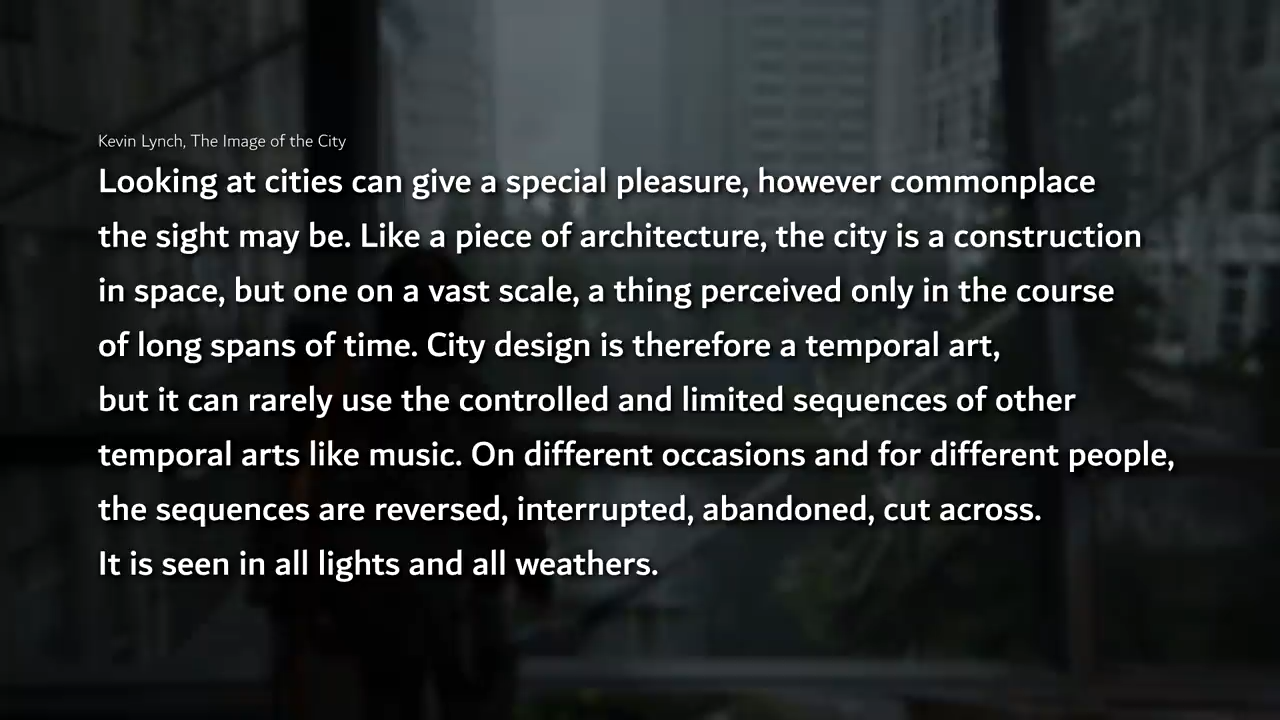 Kevin Lynch, The Image of the City
Looking at cities can give a special pleasure, however commonplace
the sight may be. Like a piece of architecture, the city is a construction
in space, but one on a vast scale, a thing perceived only in the course
of long spans of time. City design is therefore a temporal art,
but it can rarely use the controlled and limited sequences of other
temporal arts like music. On different occasions and for different people,
the sequences are reversed, interrupted, abandoned, cut across.
It is seen in all lights and all weathers.